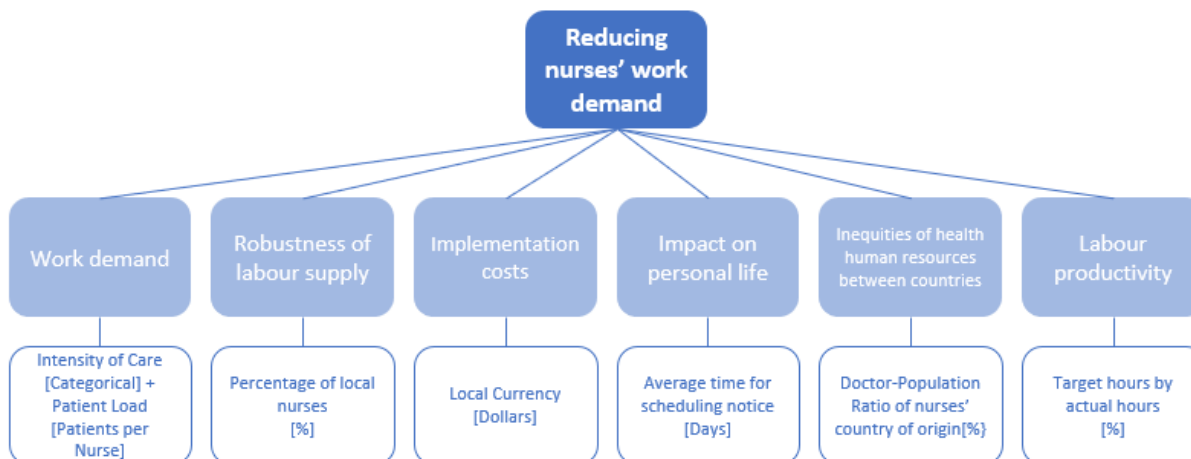 Reducing
nurses’ work
demand
Work demand
Robustness of
labour supply
Implementation
costs
Impact on
personal life
Inequities of health
human resources
between countries
Labour
productivity
Intensity of Care
[Categorical] +
Patient Load
[Patients per
Nurse]
Percentage of local
nurses
[%]
Local Currency
[Dollars]
Average time for
scheduling notice
[Days]
Doctor-Population
Ratio of nurses’
country of origin[%}
Target hours by
actual hours
[%]